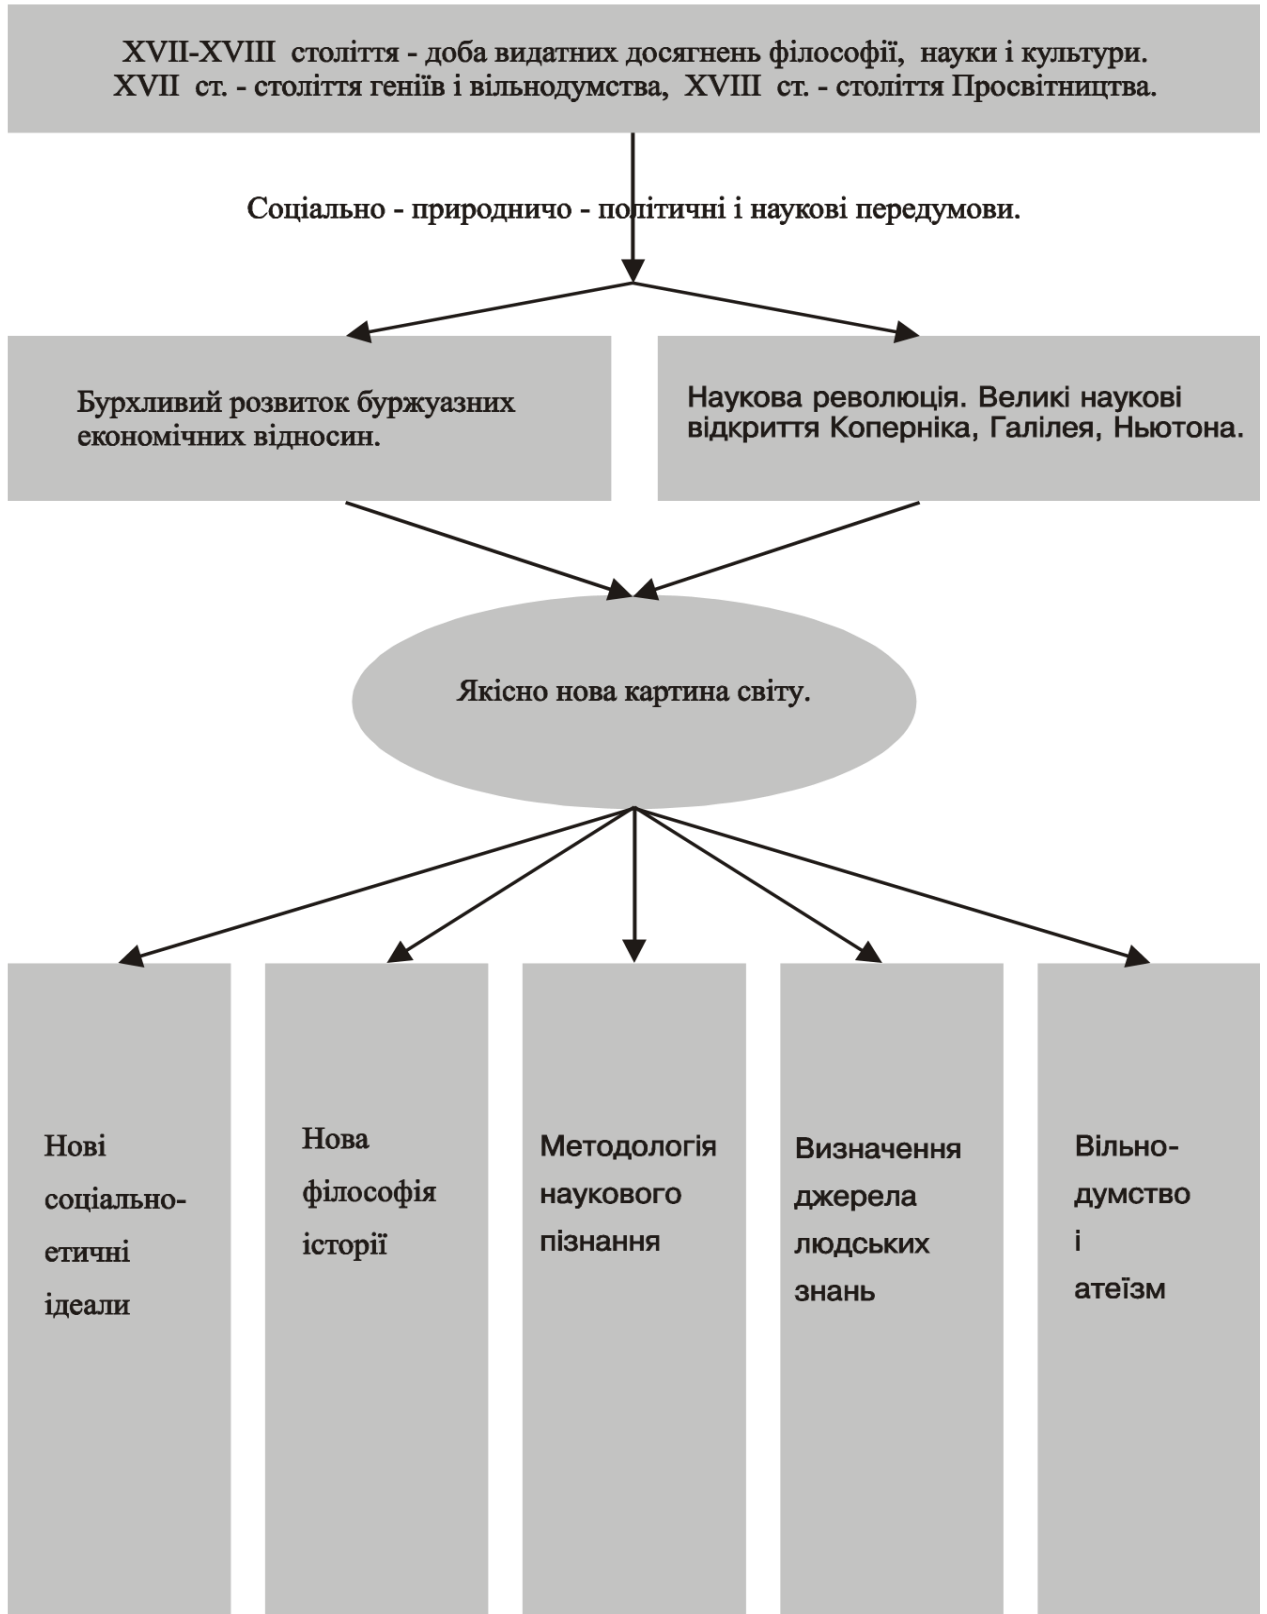 XVII-XVIII століття - доба видатних досягнень філософії, науки і культури.
XVII ст. - століття геніїв і вільнодумства, XVIII ст. - століття Просвітництва.
Соціально - природничо - політичні і наукові передумови.
Бурхливий розвиток буржуазних
економічних відносин.
Наукова революція. Великі наукові
відкриття Коперніка, Галілея, Ньютона.
Якісно нова картина світу.
Нові
соціально-
етичні
ідеали
Нова
філософія
історії
Методологія
наукового
пізнання
Визначення
джерела
людських
знань
Вільно-
думство
і
атеїзм